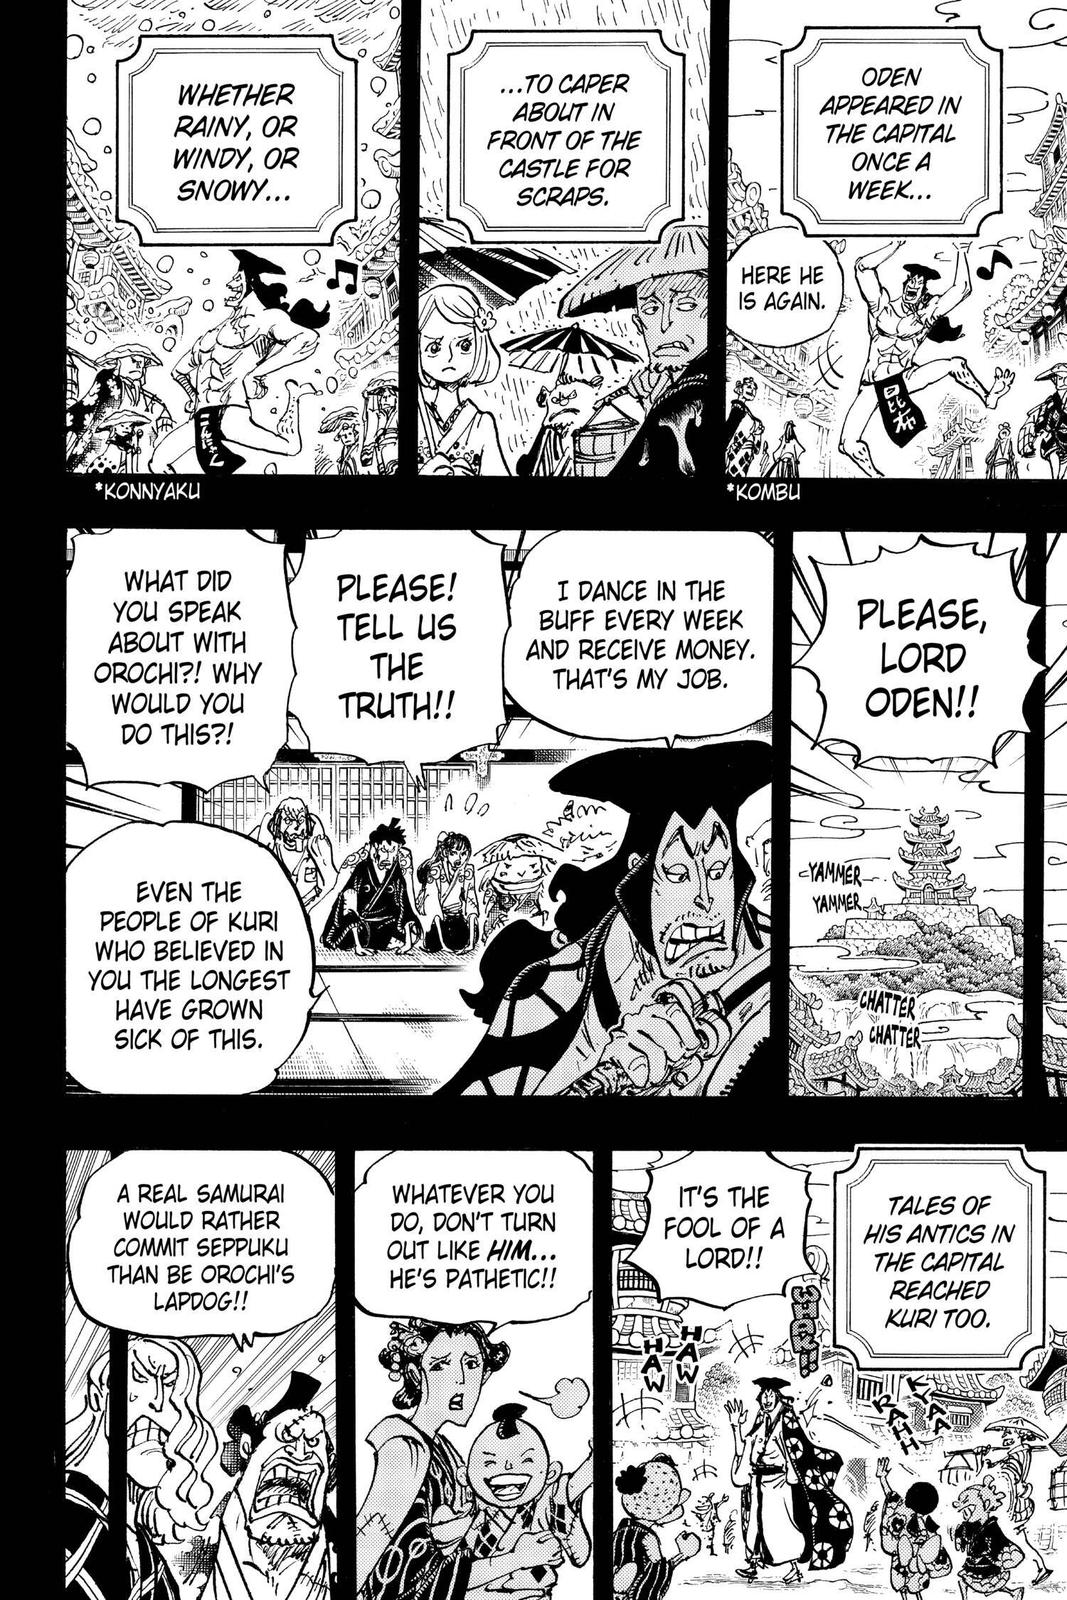 ODEN
APPEARED IN
THE CAPITAL
ONCE A
WEEK...
HERE HE
IS AGAIN.
昆布
*KOMBU
...TO CAPER
ABOUT IN
FRONT OF THE
CASTLE FOR
SCRAPS.
WHETHER
RAINY, OR
WINDY, OR
SNOWY...
*KONNYAKU
PLEASE,
LORD
ODEN!!
YAMMER
YAMMER
CHATTER
CHATTER
I DANCE IN THE
BUFF EVERY WEEK
AND RECEIVE MONEY.
THAT'S MY JOB.
PLEASE!
TELL US
THE
TRUTH!!
WHAT DID
YOU SPEAK
ABOUT WITH
OROCHI?! WHY
WOULD YOU
DO THIS?!
EVEN THE
PEOPLE OF KURI
WHO BELIEVED IN
YOU THE LONGEST
HAVE GROWN
SICK OF THIS.
TALES OF
HIS ANTICS IN
THE CAPITAL
REACHED
KURI TOO.
IT'S THE
FOOL OF A
LORD!!
HAW
HAW
WHATEVER YOU
DO, DON'T TURN
OUT LIKE HIM...
HE'S PATHETIC!!
A REAL SAMURAI
WOULD RATHER
COMMIT SEPPUKU
THAN BE OROCHI'S
LAPDOG!!